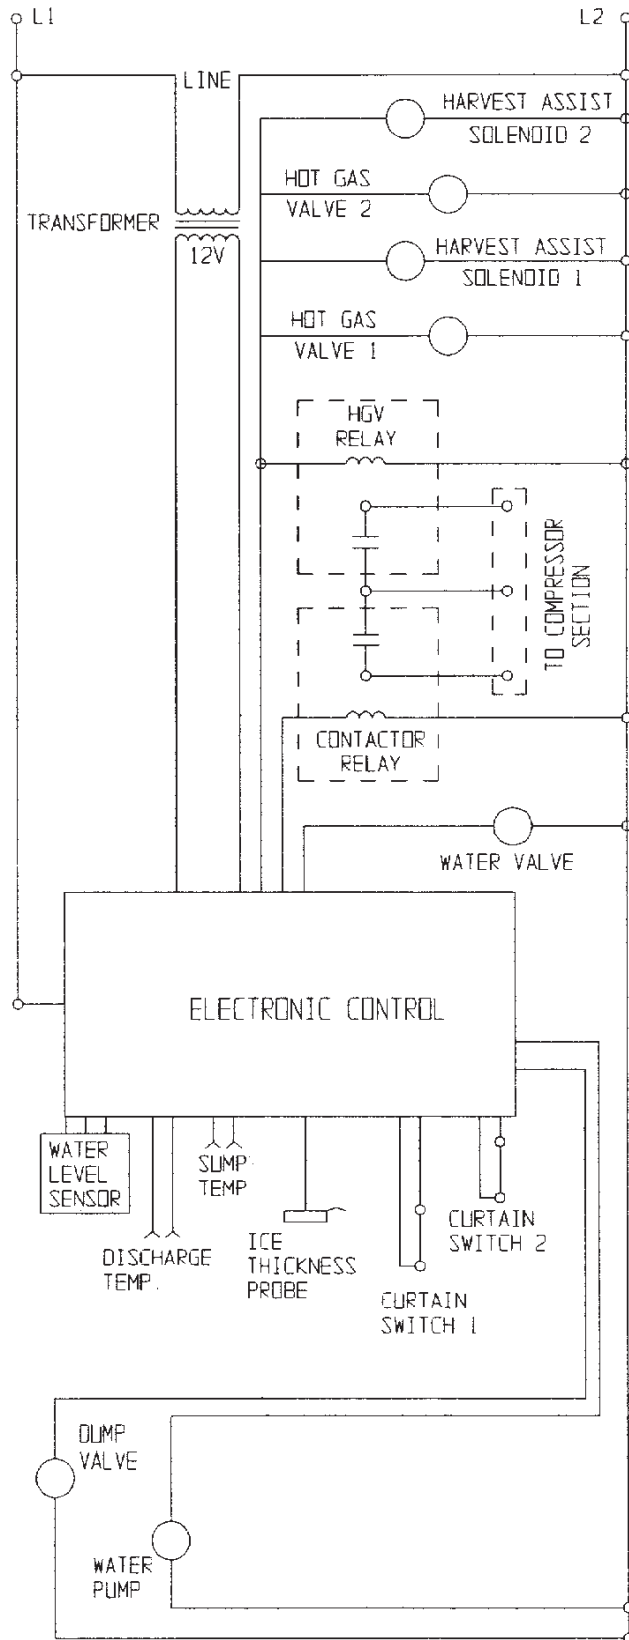 L1
L2
LINE
HARVEST ASSIST
SOLENOID 2
HOT GAS
VALVE 2
TRANSFORMER
12V
HARVEST ASSIST
SOLENOID 1
HOT GAS
VALVE 1
HGV
RELAY
TO COMPRESSOR
SECTION
CONTACTOR
RELAY
WATER VALVE
ELECTRONIC CONTROL
WATER
LEVEL
SENSOR
SUMP
TEMP
DISCHARGE
TEMP.
ICE
THICKNESS
PROBE
CURTAIN
SWITCH 2
CURTAIN
SWITCH 1
DUMP
VALVE
WATER
PUMP